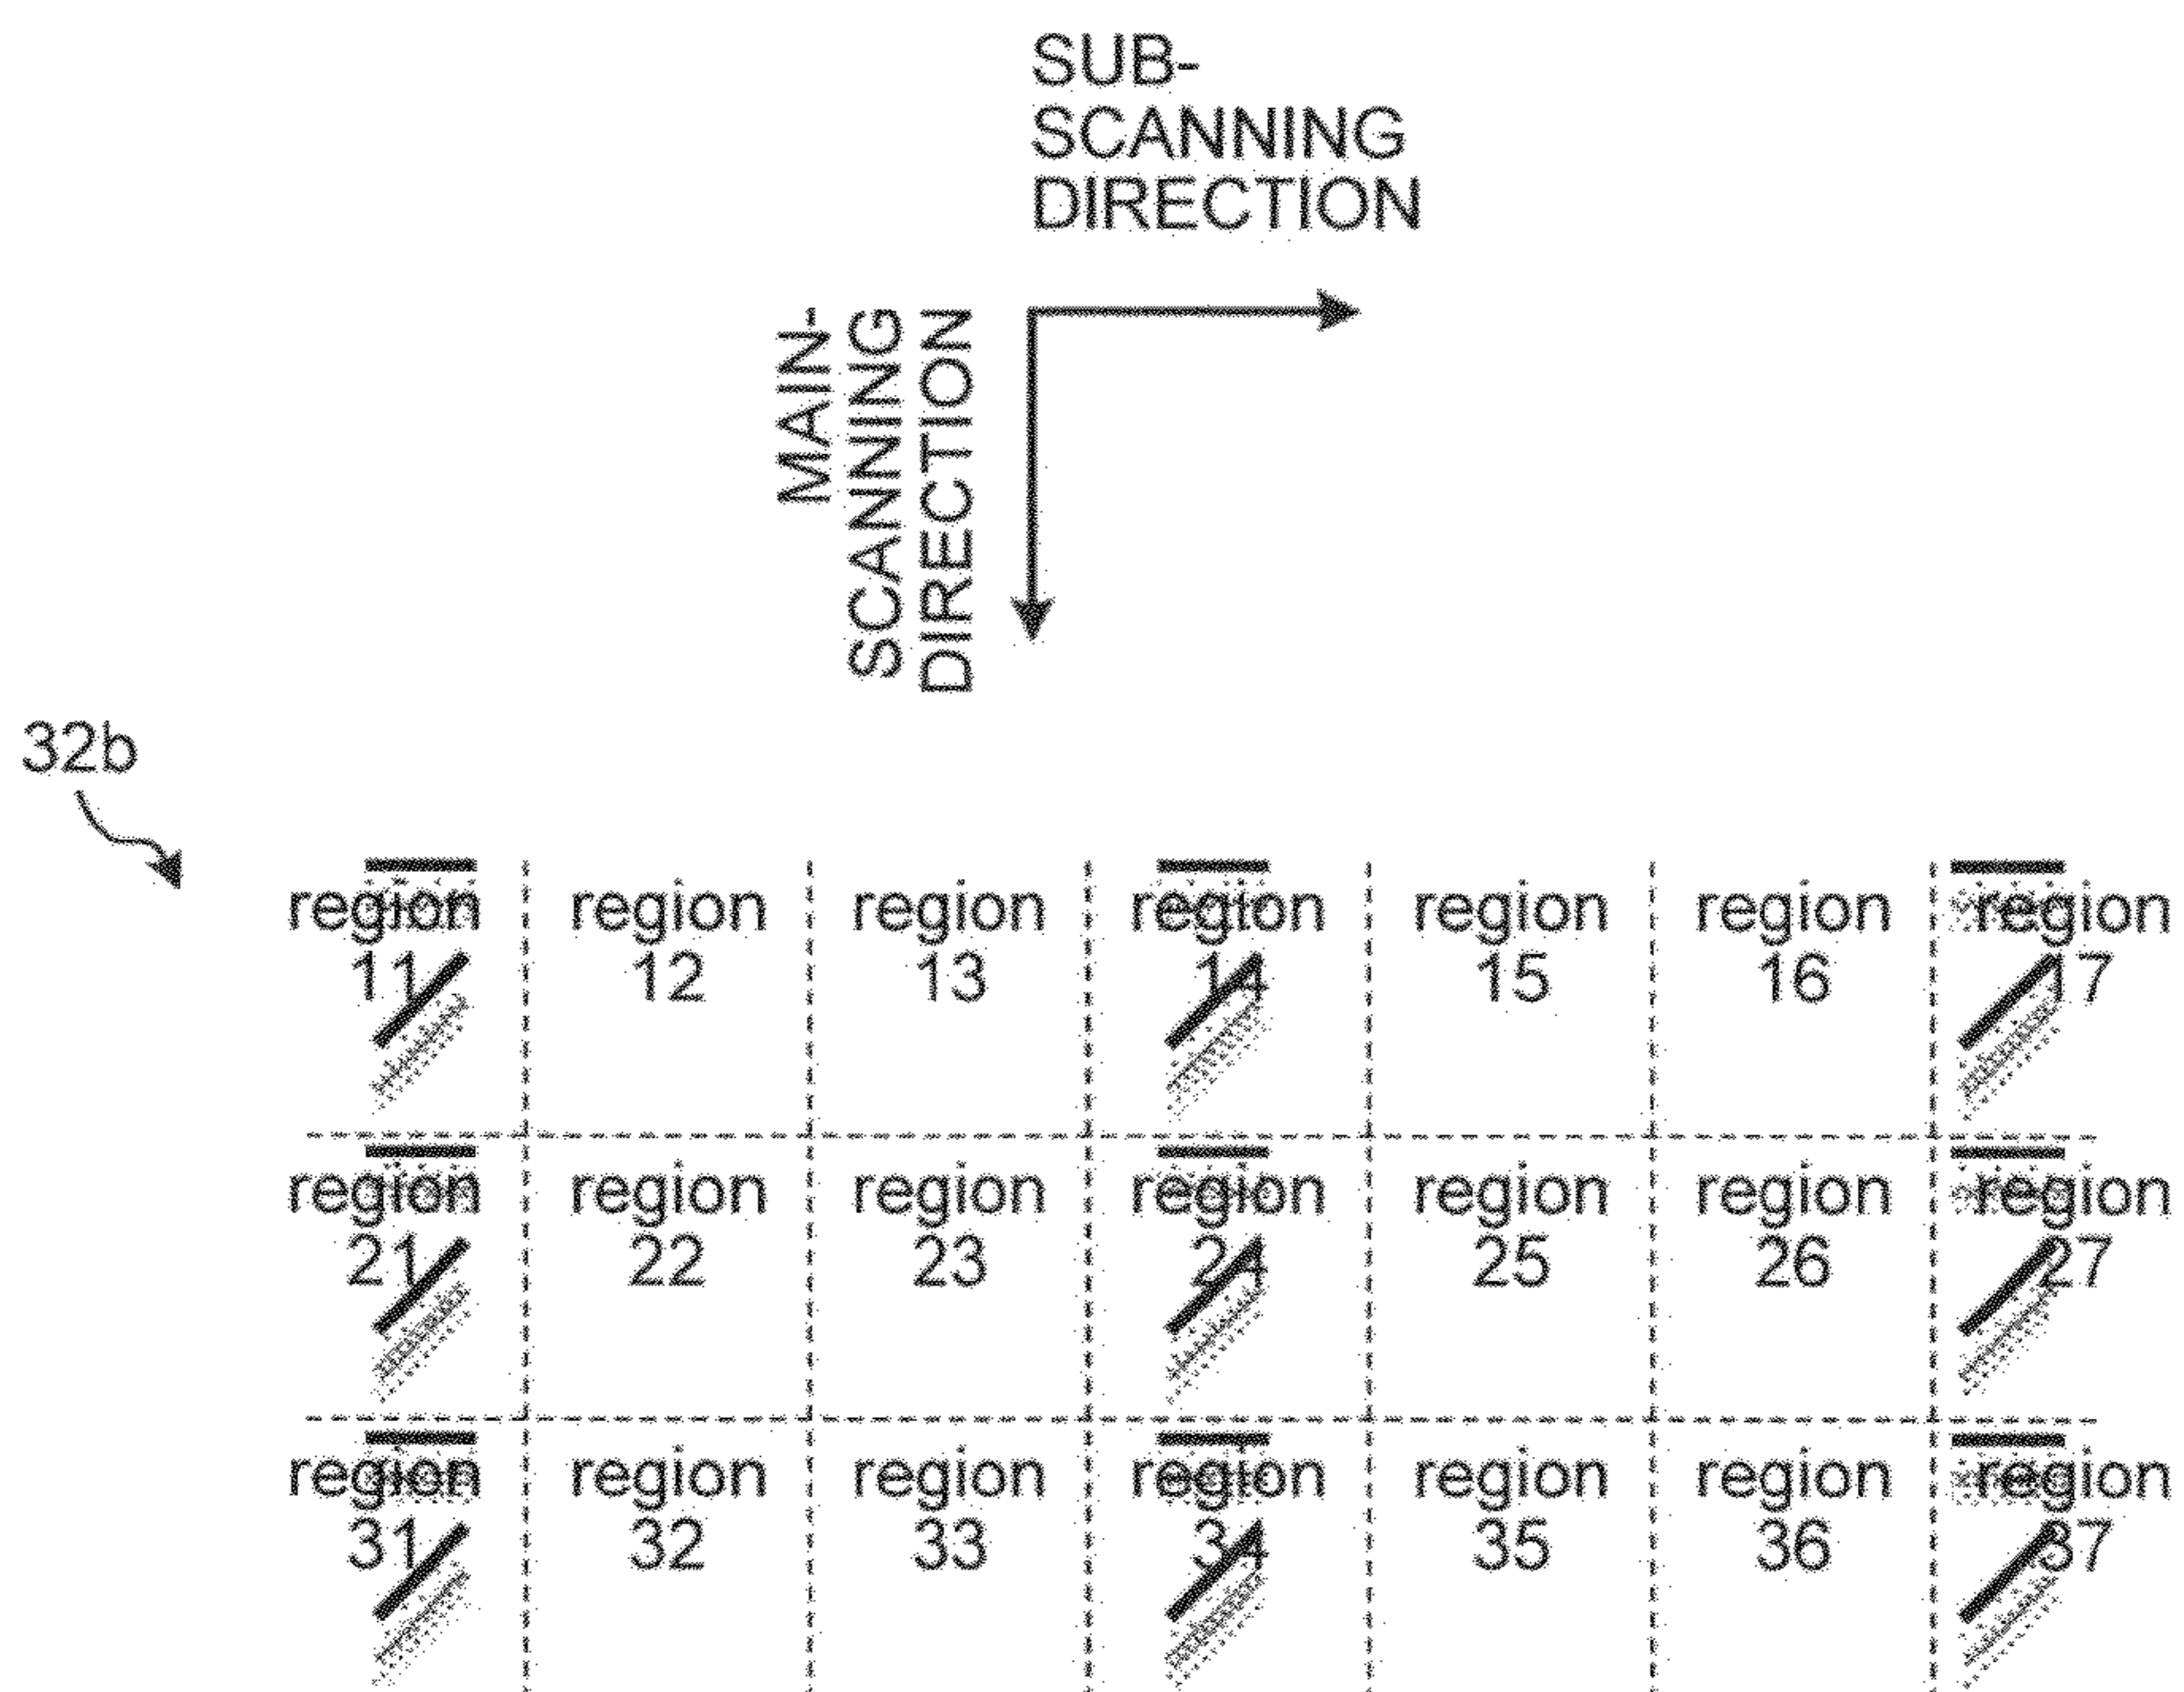 SUB-
SCANNING
DIRECTION
MAIN-
SCANNING
DIRECTION
32b
region region region region region region region
11 12 13 14 15 16 17
region region region region region region region
21 22 23 24 25 26 27
region region region region region region region
31 32 33 34 35 36 37